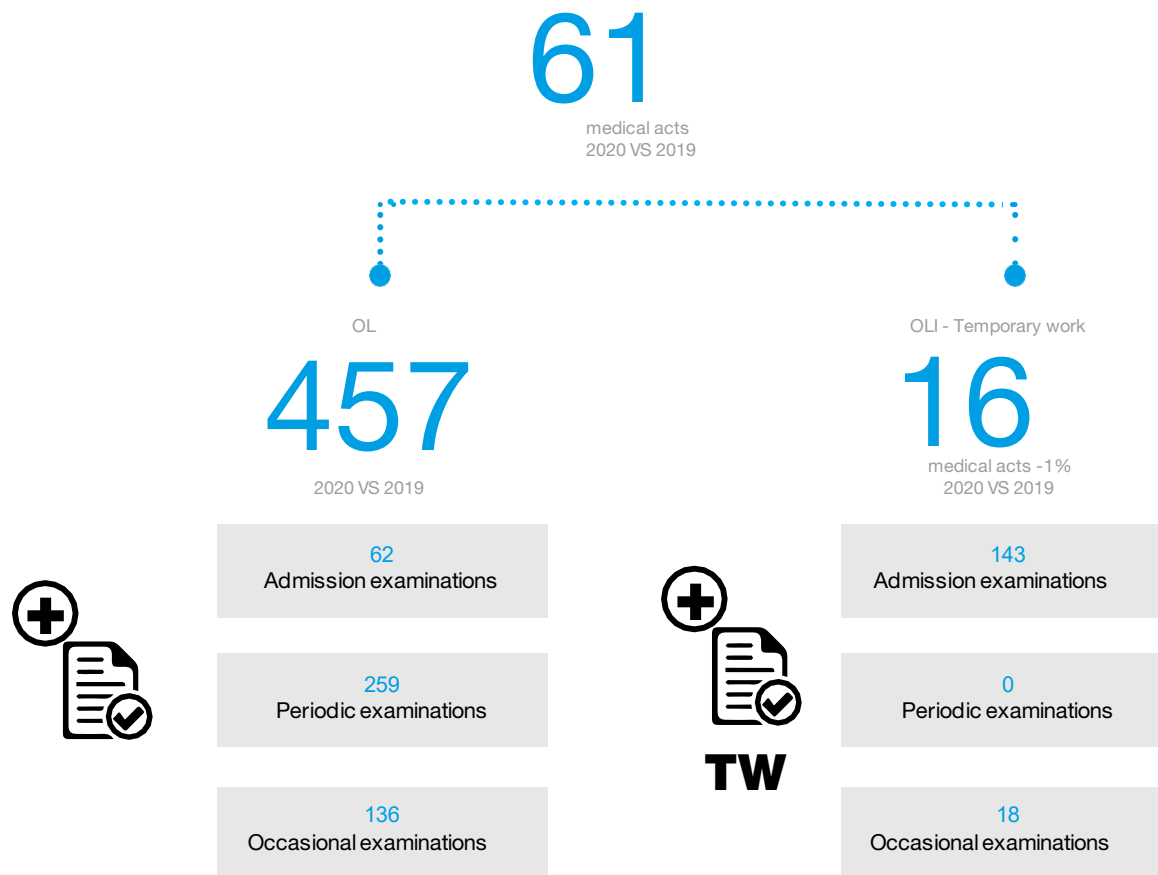 61
medical acts
2020 VS 2019
OL
457
2020 VS 2019
62
Admission examinations
259
Periodic examinations
136
Occasional examinations
OLI - Temporary work
16
medical acts -1%
2020 VS 2019
TW
143
Admission examinations
0
Periodic examinations
18
Occasional examinations